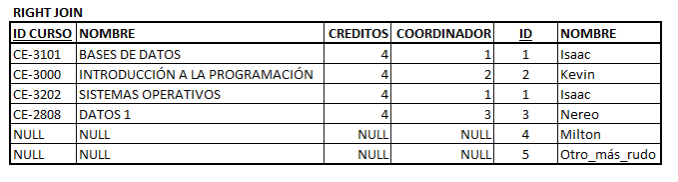 RIGHT JOIN
ID CURSO NOMBRE CREDITOS COORDINADOR ID NOMBRE
CE-3101 BASES DE DATOS 4 1 1 Isaac
CE-3000 INTRODUCCIÓN A LA PROGRAMACIÓN 4 2 2 Kevin
CE-3202 SISTEMAS OPERATIVOS 4 1 1 Isaac
CE-2808 DATOS 1 4 3 3 Nereo
NULL NULL NULL NULL 4 Milton
NULL NULL NULL NULL 5 Otro_más_rudo